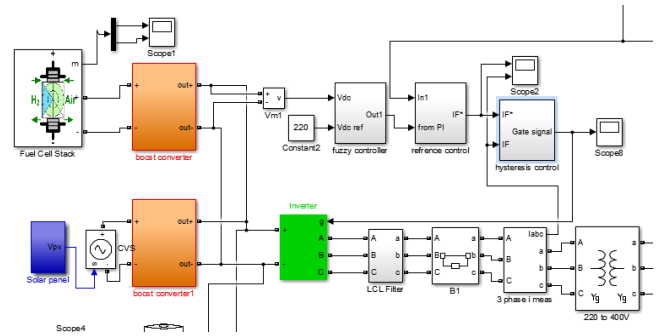 Scope1
m
H2
Air
+
-
Fuel Cell Stack
+
-
out+
out-
boost converter
+
-
v
Vm1
220
Constant2
Vdc
Vdc ref
Out1
fuzzy controller
In1
from PI
IF*
refrence control
Scope2
IF*
IF
Gate signal
hysteresis control
Scope8
Vpv
Solar panel
+
-
s
CVS
+
-
out+
out-
boost converter1
Inverter
+
-
g
A
B
C
A
B
C
a
b
c
LCL Filter
A
B
C
a
b
c
B1
A
B
C
Iabc
a
b
c
3 phase i meas
A
B
C
a
b
c
Yg
Yg
220 to 400V
Scope4